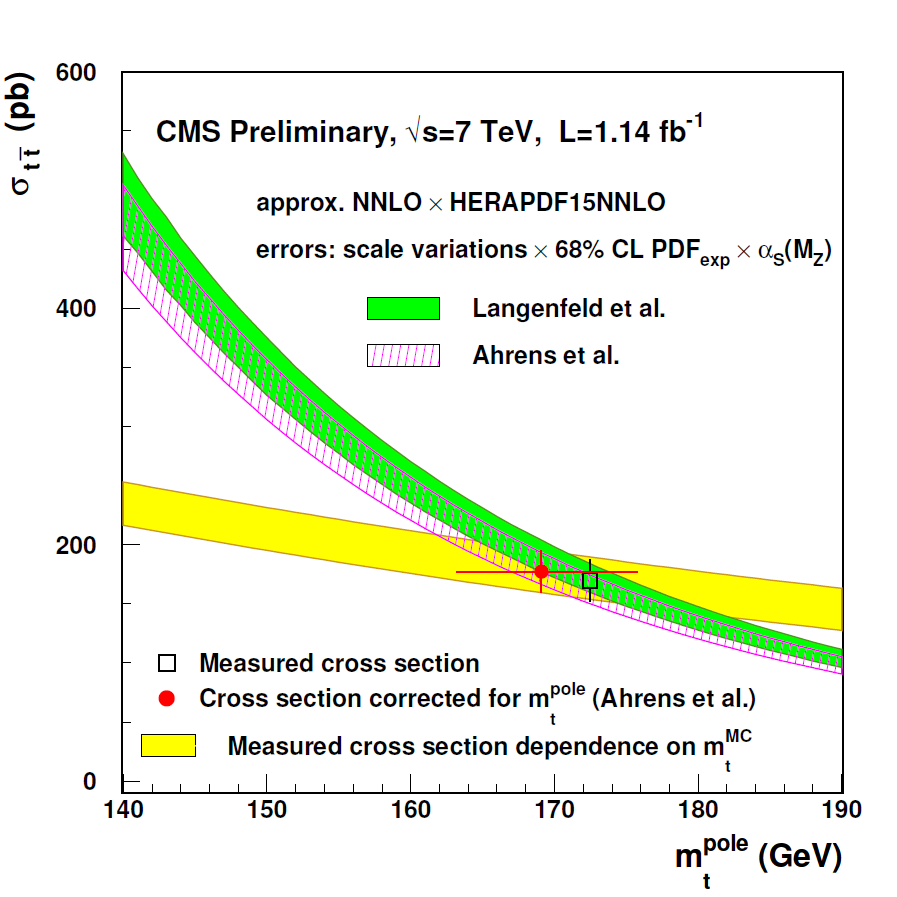 600
σ t t̅ (pb)
CMS Preliminary, √s=7 TeV, L=1.14 fb⁻¹
approx. NNLO × HERAPDF15NNLO
errors: scale variations × 68% CL PDF_exp × α_S(M_Z)
400
Langenfeld et al.
Ahrens et al.
200
Measured cross section
Cross section corrected for m_t^pole (Ahrens et al.)
Measured cross section dependence on m_t^MC
0
140 150 160 170 180 190
m_t^pole (GeV)